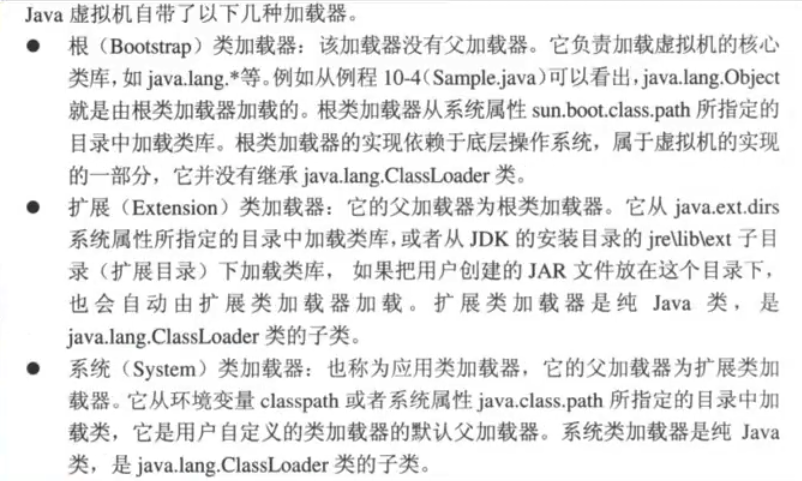 Java 虚拟机自带了以下几种加载器。
● 根（Bootstrap）类加载器：该加载器没有父加载器。它负责加载虚拟机的核心
类库，如 java.lang.*等。例如从例程 10-4（Sample.java）可以看出，java.lang.Object
就是由根类加载器加载的。根类加载器从系统属性 sun.boot.class.path 所指定的
目录中加载类库。根类加载器的实现依赖于底层操作系统，属于虚拟机的实现
的一部分，它并没有继承 java.lang.ClassLoader 类。
● 扩展（Extension）类加载器：它的父加载器为根类加载器。它从 java.ext.dirs
系统属性所指定的目录中加载类库，或者从 JDK 的安装目录的 jre\lib\ext 子目
录（扩展目录）下加载类库， 如果把用户创建的 JAR 文件放在这个目录下，
也会自动由扩展类加载器加载。扩展类加载器是纯 Java 类，是
java.lang.ClassLoader 类的子类。
● 系统（System）类加载器：也称为应用类加载器，它的父加载器为扩展类加
载器。它从环境变量 classpath 或者系统属性 java.class.path 所指定的目录中加
载类，它是用户自定义的类加载器的默认父加载器。系统类加载器是纯 Java
类，是 java.lang.ClassLoader 类的子类。